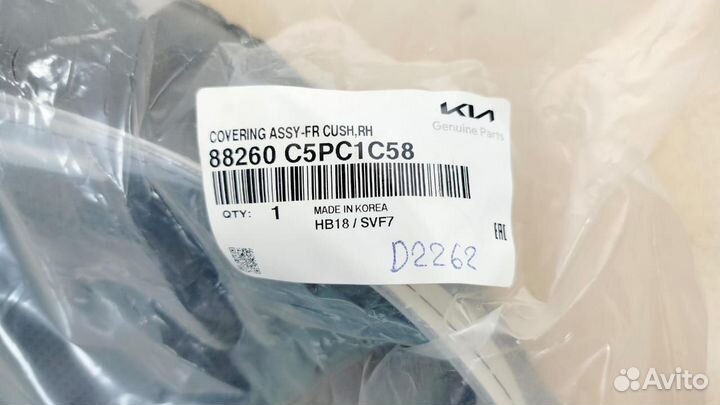 KIA
Genuine Parts
COVERING ASSY-FR CUSH,RH
88260 C5PC1C58
QTY: 1 MADE IN KOREA
HB18 / SVF7
EAC
D2262
Avito